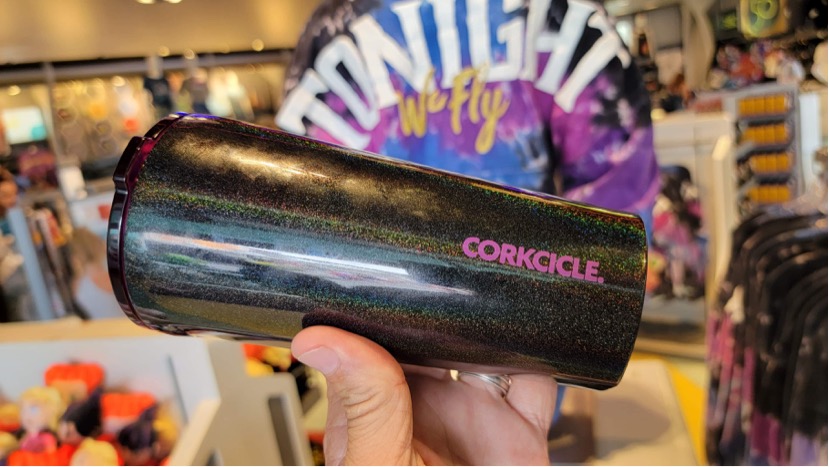 TONIGHT
We Fly
CORKCICLE.